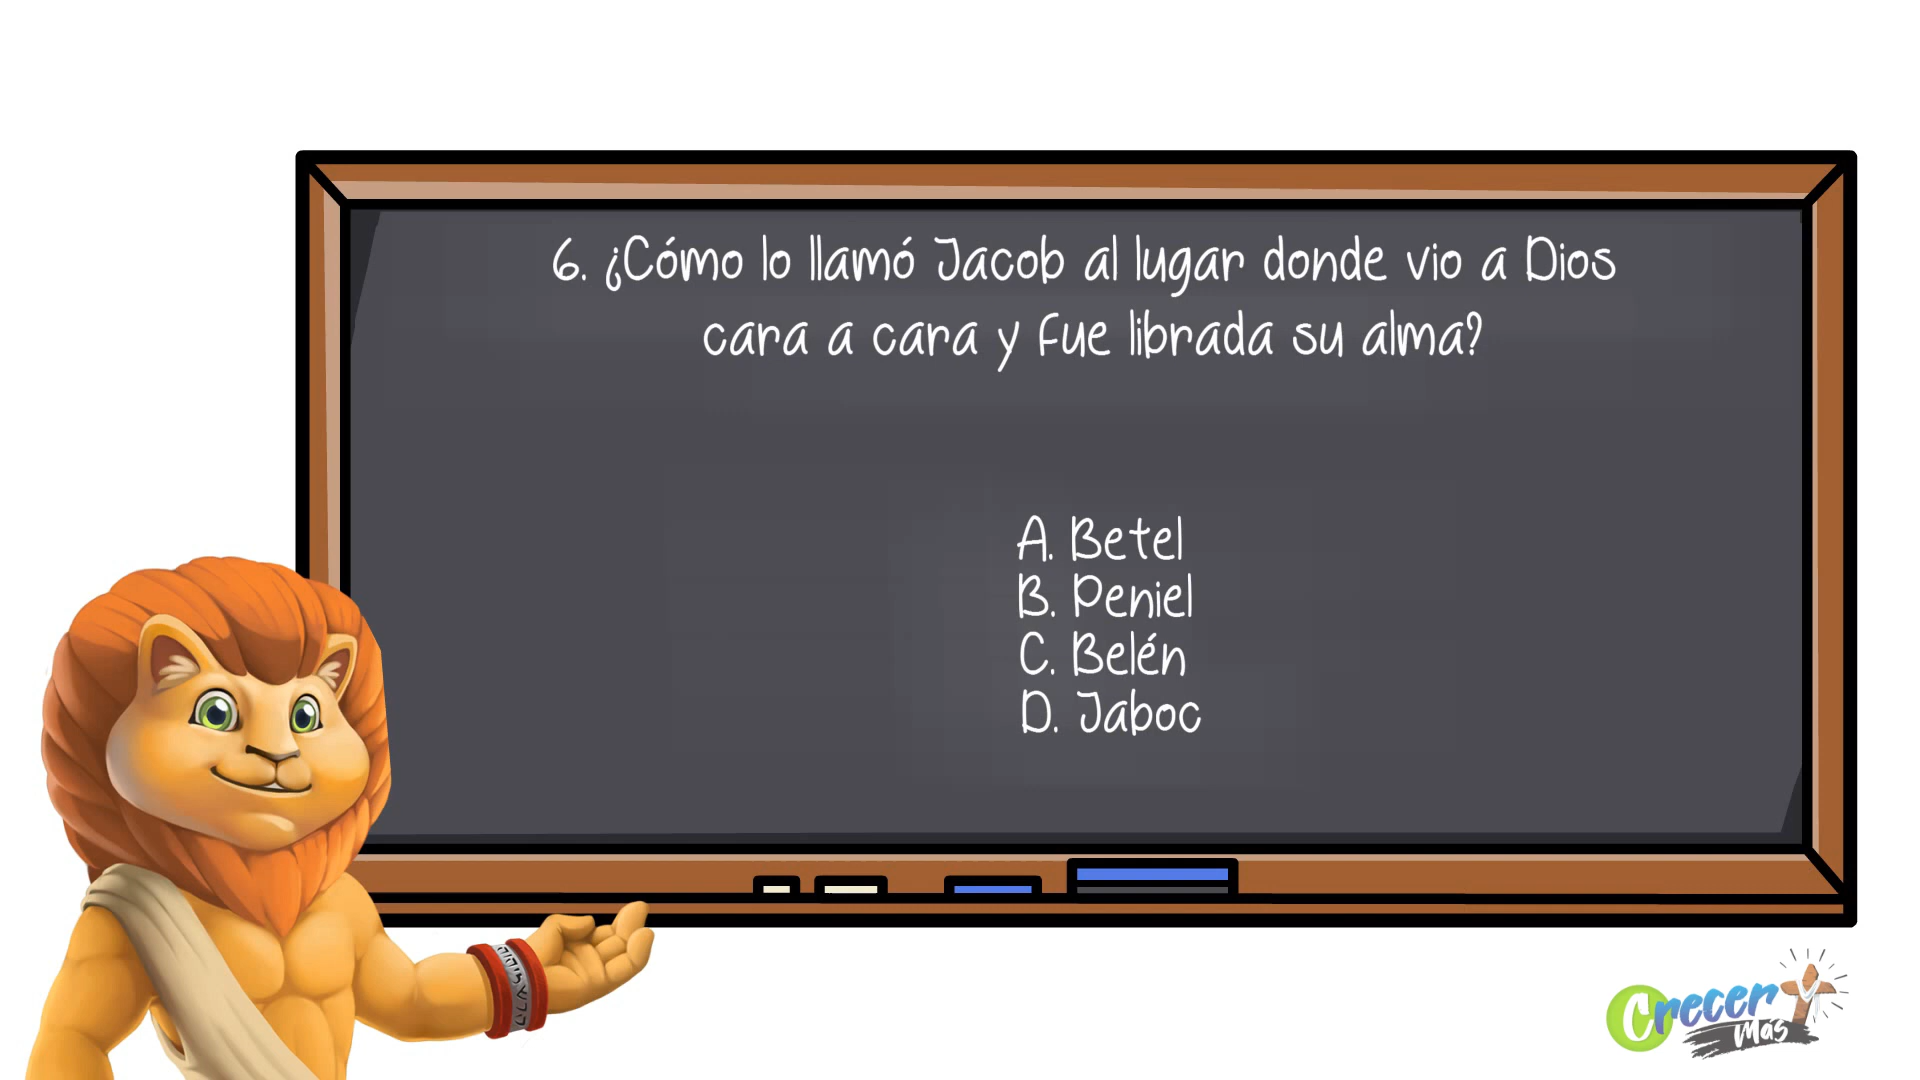 6. ¿Cómo lo llamó Jacob al lugar donde vio a Dios
cara a cara y fue librada su alma?
A. Betel
B. Peniel
C. Belén
D. Jaboc
Crecer y
Más